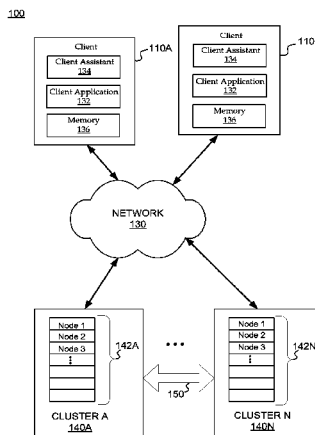 100
Client
Client Assistant
134
Client Application
132
Memory
136
110A
Client
Client Assistant
134
Client Application
132
Memory
136
110
NETWORK
130
Node 1
Node 2
Node 3
142A
CLUSTER A
140A
150
Node 1
Node 2
Node 3
142N
CLUSTER N
140N